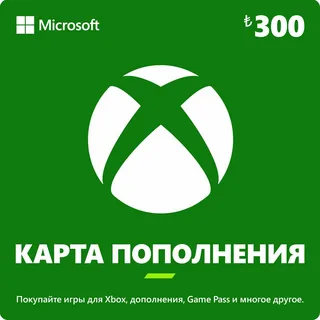 Microsoft
₺300
КАРТА ПОПОЛНЕНИЯ
Покупайте игры для Xbox, дополнения, Game Pass и многое другое.